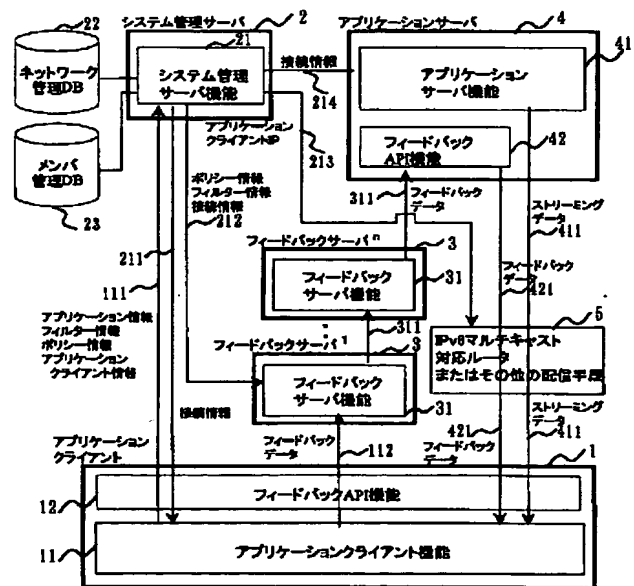 システム管理サーバ
2
アプリケーションサーバ
4
22
21
41
ネットワーク
管理DB
システム管理
サーバ機能
接続情報
214
アプリケーション
サーバ機能
メンバ
管理DB
23
アプリケーション
クライアントIP
213
フィードバック
API機能
42
ポリシー情報
フィルター情報
接続情報
212
311
フィードバック
データ
ストリーミング
データ
411
フィードバックサーバn
3
211
111
フィードバック
サーバ機能
31
フィードバック
データ
421
アプリケーション情報
フィルター情報
ポリシー情報
アプリケーション
クライアント情報
311
フィードバックサーバ1
3
5
IPv6マルチキャスト
対応ルータ
またはその他の配信手段
フィードバック
サーバ機能
31
接続情報
フィードバック
データ
112
421
フィードバック
データ
ストリーミング
データ
411
アプリケーション
クライアント
1
12
フィードバックAPI機能
11
アプリケーションクライアント機能